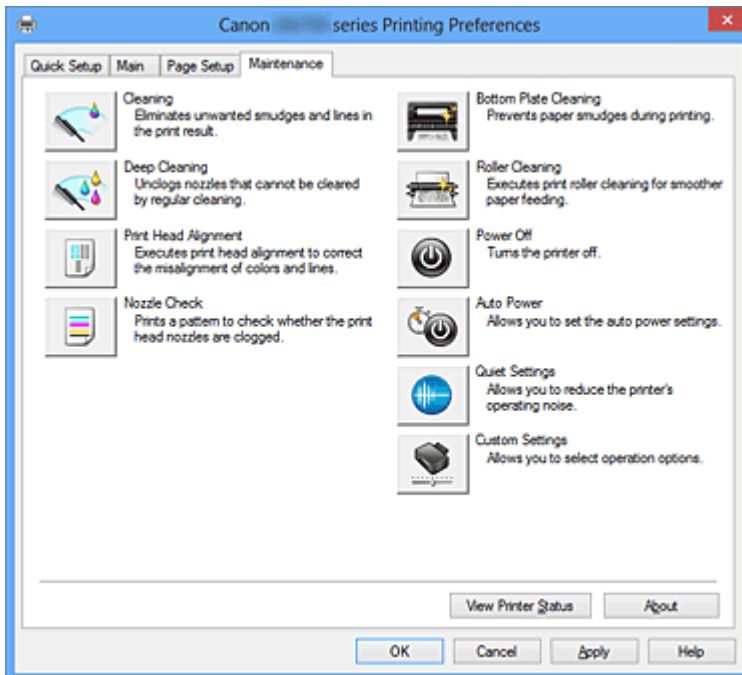 Canon series Printing Preferences
Quick Setup Main Page Setup Maintenance
Cleaning
Eliminates unwanted smudges and lines in
the print result.
Deep Cleaning
Unclogs nozzles that cannot be cleared
by regular cleaning.
Print Head Alignment
Executes print head alignment to correct
the misalignment of colors and lines.
Nozzle Check
Prints a pattern to check whether the print
head nozzles are clogged.
Bottom Plate Cleaning
Prevents paper smudges during printing.
Roller Cleaning
Executes print roller cleaning for smoother
paper feeding.
Power Off
Turns the printer off.
Auto Power
Allows you to set the auto power settings.
Quiet Settings
Allows you to reduce the printer's
operating noise.
Custom Settings
Allows you to select operation options.
View Printer Status About
OK Cancel Apply Help